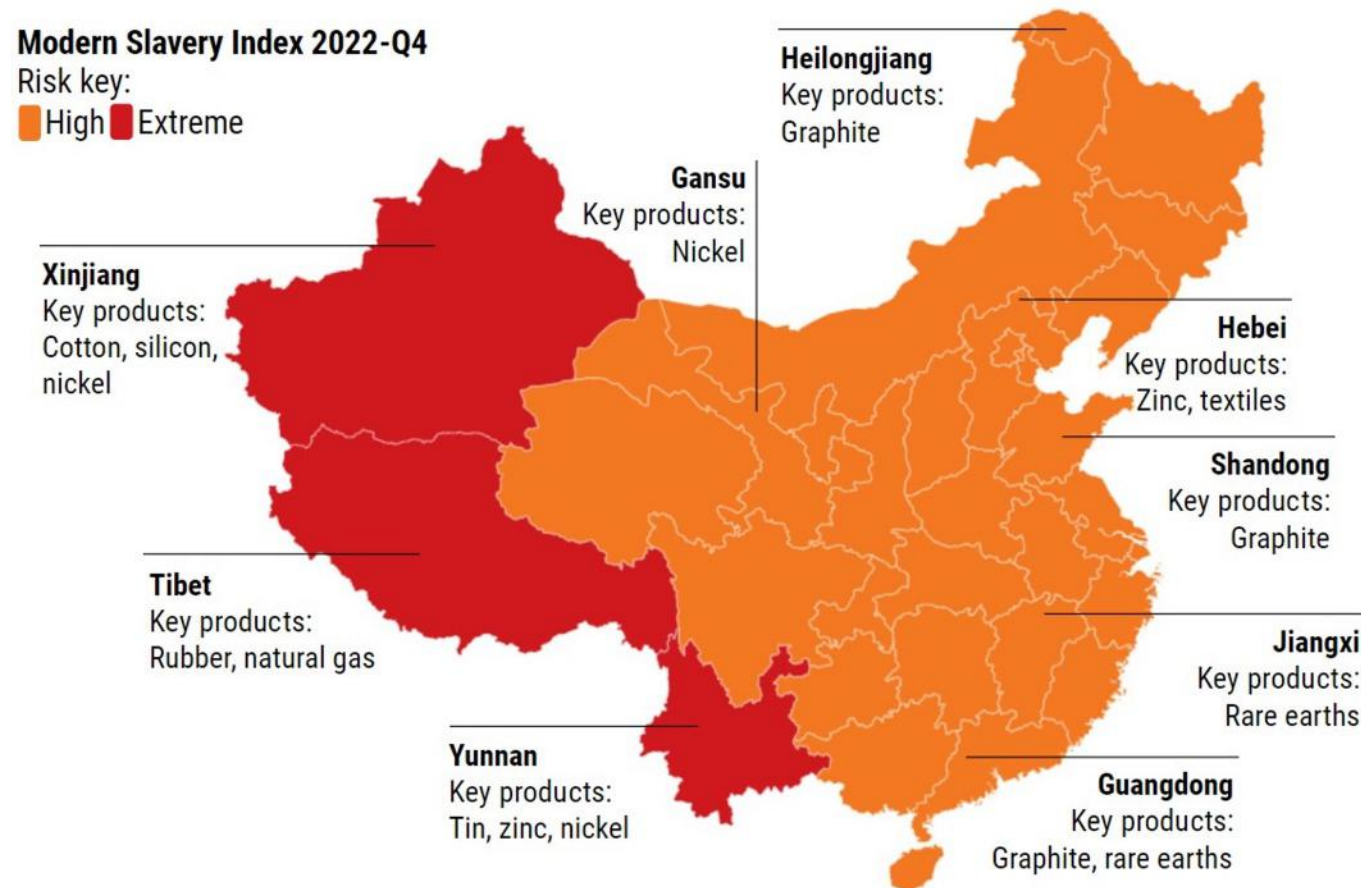 Modern Slavery Index 2022-Q4
Risk key:
High Extreme
Heilongjiang
Key products:
Graphite
Gansu
Key products:
Nickel
Xinjiang
Key products:
Cotton, silicon,
nickel
Hebei
Key products:
Zinc, textiles
Shandong
Key products:
Graphite
Tibet
Key products:
Rubber, natural gas
Jiangxi
Key products:
Rare earths
Yunnan
Key products:
Tin, zinc, nickel
Guangdong
Key products:
Graphite, rare earths